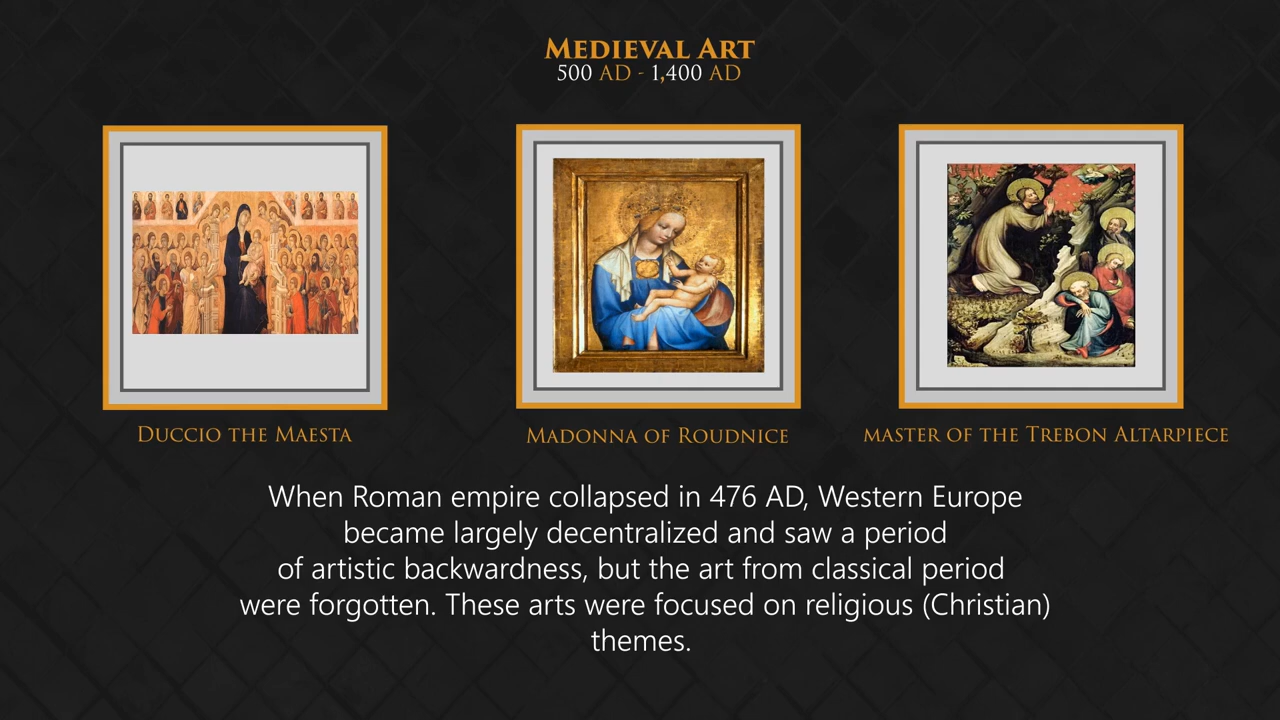 Medieval Art
500 AD - 1,400 AD
Duccio the Maesta
Madonna of Roudnice
master of the Trebon Altarpiece
When Roman empire collapsed in 476 AD, Western Europe
became largely decentralized and saw a period
of artistic backwardness, but the art from classical period
were forgotten. These arts were focused on religious (Christian)
themes.